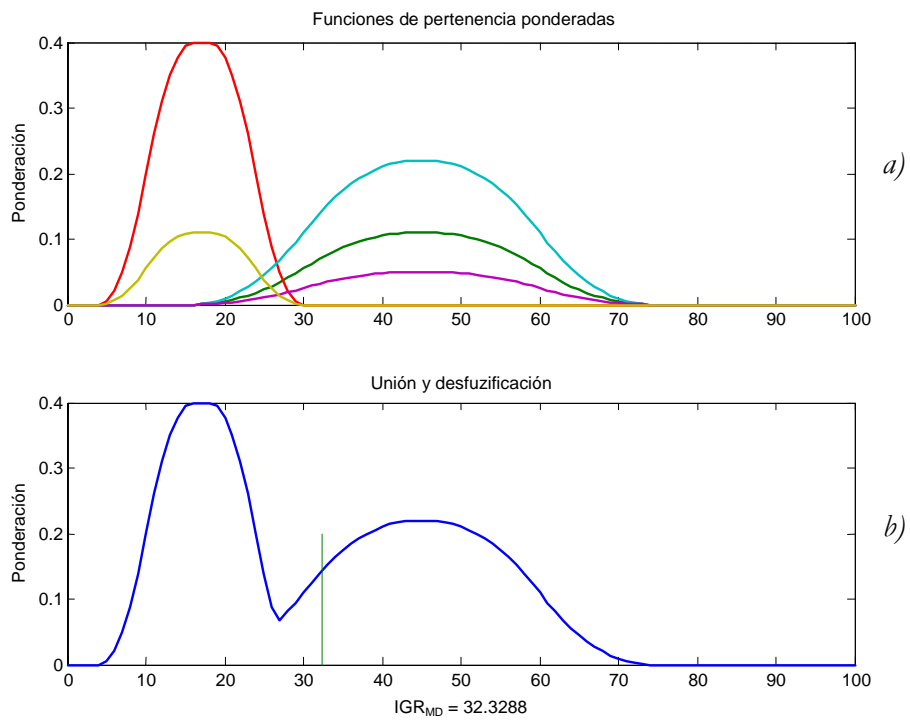 Funciones de pertenencia ponderadas
0.4
0.3
0.2
0.1
0
Ponderación
0 10 20 30 40 50 60 70 80 90 100
a)
Unión y desfuzificación
0.4
0.3
0.2
0.1
0
Ponderación
0 10 20 30 40 50 60 70 80 90 100
IGRMD = 32.3288
b)